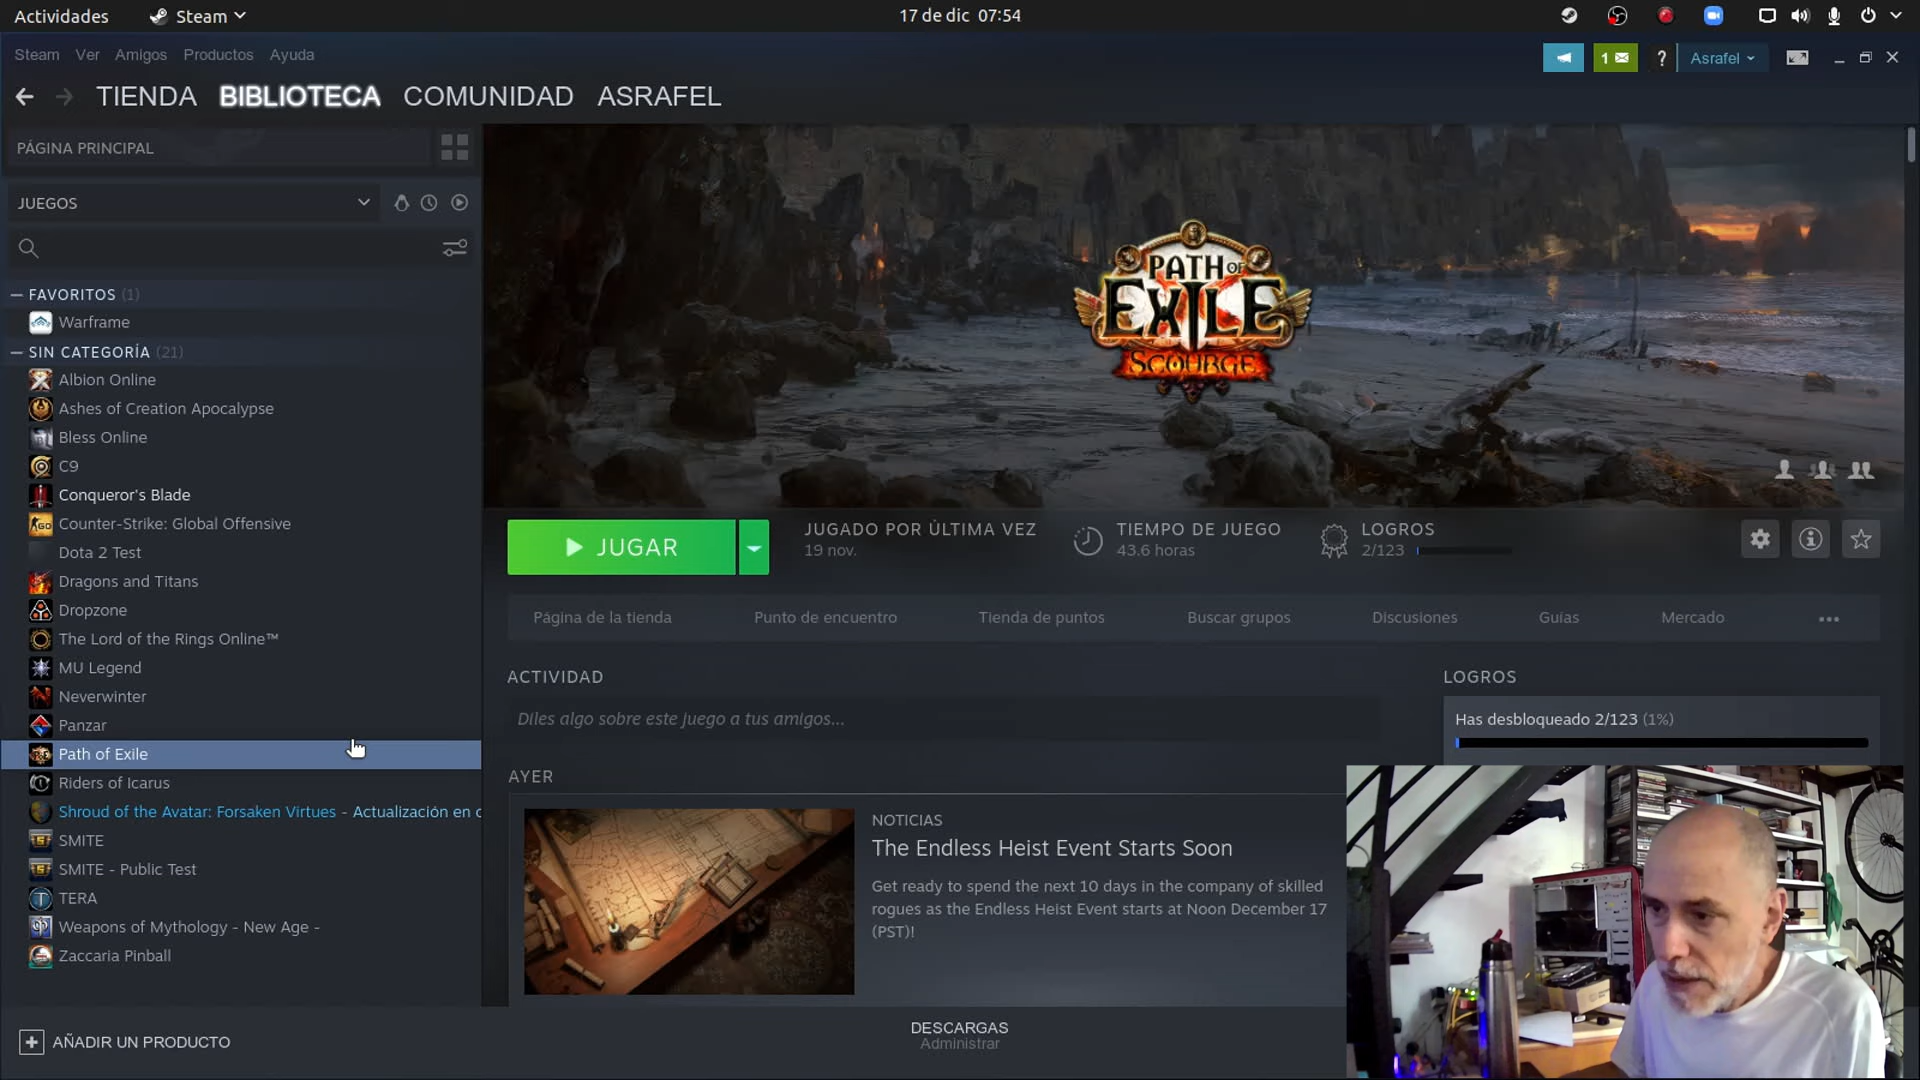 Actividades
Steam
17 de dic 07:54
Steam Ver Amigos Productos Ayuda
1
?
Asrafel
TIENDA BIBLIOTECA COMUNIDAD ASRAFEL
PÁGINA PRINCIPAL
JUEGOS
FAVORITOS (1)
Warframe
SIN CATEGORÍA (21)
Albion Online
Ashes of Creation Apocalypse
Bless Online
C9
Conqueror's Blade
Counter-Strike: Global Offensive
Dota 2 Test
Dragons and Titans
Dropzone
The Lord of the Rings Online™
MU Legend
Neverwinter
Panzar
Path of Exile
Riders of Icarus
Shroud of the Avatar: Forsaken Virtues - Actualización en c
SMITE
SMITE - Public Test
TERA
Weapons of Mythology - New Age -
Zaccaria Pinball
AÑADIR UN PRODUCTO
PATH OF
EXILE
SCOURGE
JUGAR
JUGADO POR ÚLTIMA VEZ
19 nov.
TIEMPO DE JUEGO
43.6 horas
LOGROS
2/123
Página de la tienda Punto de encuentro Tienda de puntos Buscar grupos Discusiones Guías Mercado
ACTIVIDAD
Diles algo sobre este juego a tus amigos...
AYER
NOTICIAS
The Endless Heist Event Starts Soon
Get ready to spend the next 10 days in the company of skilled
rogues as the Endless Heist Event starts at Noon December 17
(PST)!
LOGROS
Has desbloqueado 2/123 (1%)
DESCARGAS
Administrar